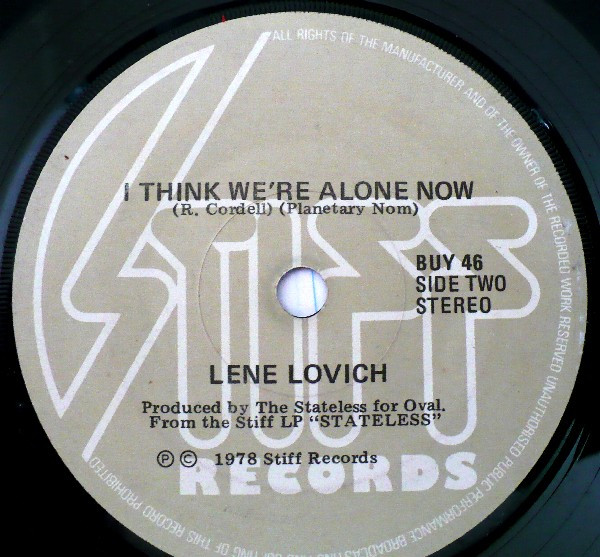 ALL RIGHTS OF THE MANUFACTURER AND OF THE OWNER OF THE RECORDED WORK RESERVED UNAUTHORISED PUBLIC PERFORMANCE BROADCASTING AND COPYING OF THIS RECORD PROHIBITED
I THINK WE'RE ALONE NOW
(R. Cordell) (Planetary Nom)
STIFF
BUY 46
SIDE TWO
STEREO
LENE LOVICH
Produced by The Stateless for Oval.
From the Stiff LP “STATELESS”
Ⓟ © 1978 Stiff Records
RECORDS